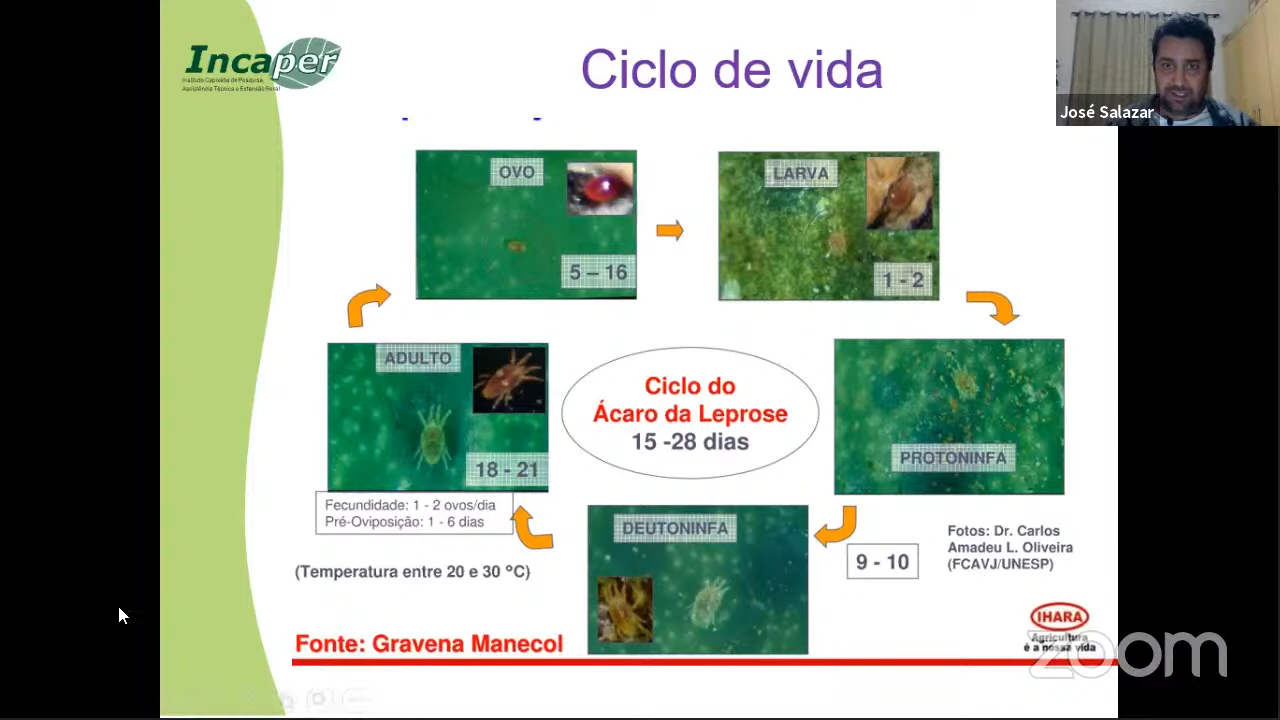 Incaper
Instituto Capixaba de Pesquisa,
Assistência Técnica e Extensão Rural
Ciclo de vida
José Salazar
OVO
5 – 16
LARVA
1 - 2
ADULTO
18 - 21
Ciclo do
Ácaro da Leprose
15 -28 dias
PROTONINFA
Fecundidade: 1 - 2 ovos/dia
Pré-Oviposição: 1 - 6 dias
DEUTONINFA
9 - 10
Fotos: Dr. Carlos
Amadeu L. Oliveira
(FCAVJ/UNESP)
(Temperatura entre 20 e 30 °C)
Fonte: Gravena Manecol
IHARA
Agricultura
é a nossa vida
zoom